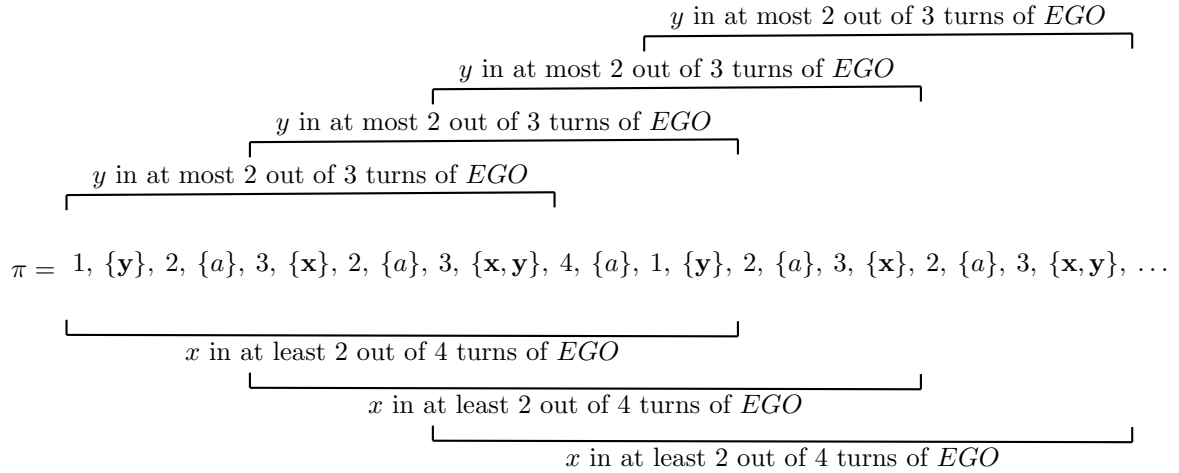 y in at most 2 out of 3 turns of EGO
y in at most 2 out of 3 turns of EGO
y in at most 2 out of 3 turns of EGO
y in at most 2 out of 3 turns of EGO
π = 1, {y}, 2, {a}, 3, {x}, 2, {a}, 3, {x, y}, 4, {a}, 1, {y}, 2, {a}, 3, {x}, 2, {a}, 3, {x, y}, ...
x in at least 2 out of 4 turns of EGO
x in at least 2 out of 4 turns of EGO
x in at least 2 out of 4 turns of EGO